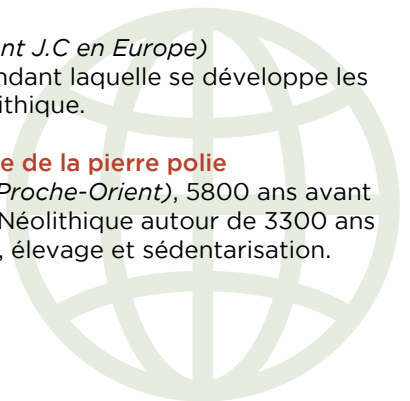 nt J.C en Europe)
ndant laquelle se développe les
ithique.
e de la pierre polie
Proche-Orient), 5800 ans avant
Néolithique autour de 3300 ans
, élevage et sédentarisation.